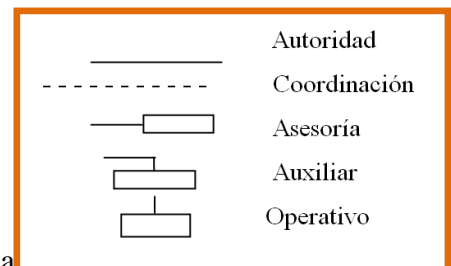 Autoridad
Coordinación
Asesoría
Auxiliar
Operativo
a